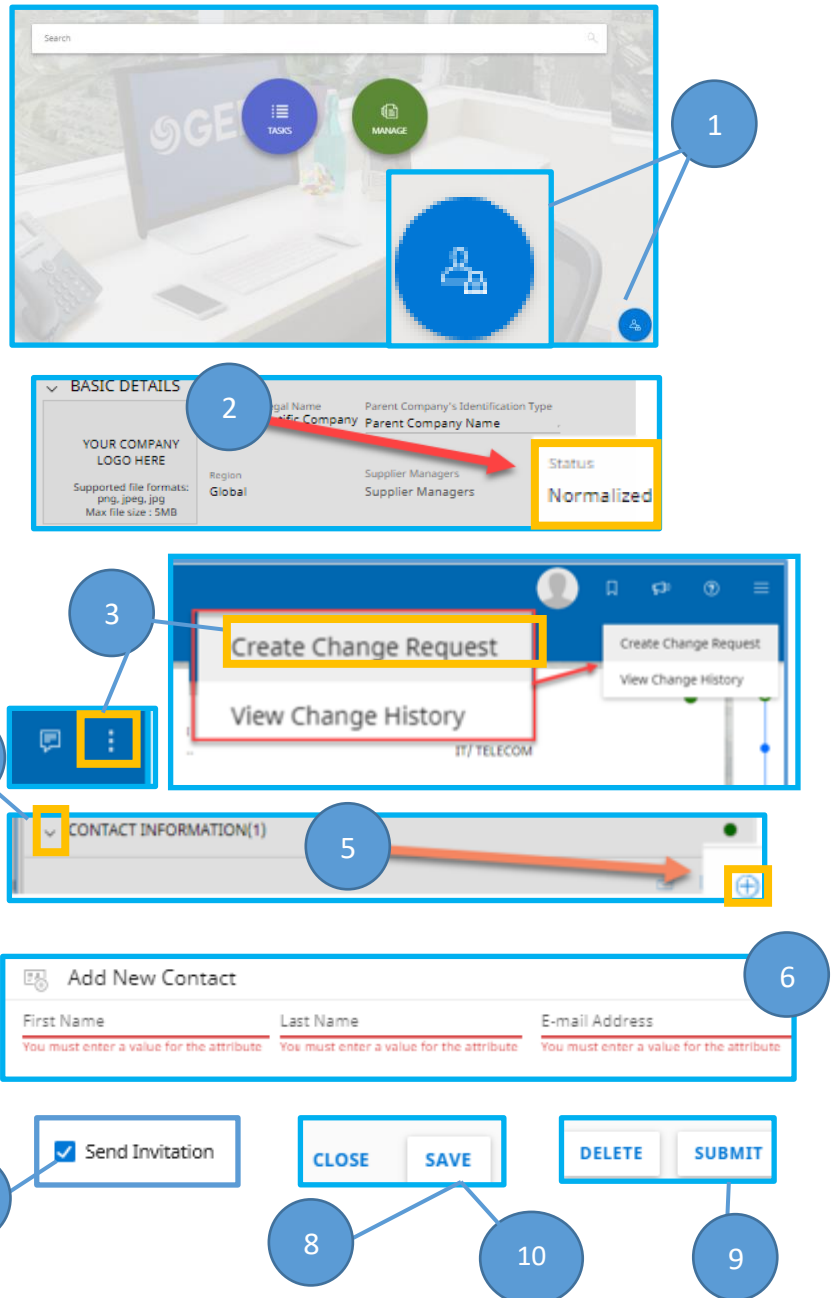 Search
GE
TASKS
MANAGE
1
BASIC DETAILS
2
egal Name
Parent Company's Identification Type
tific Company
Parent Company Name
YOUR COMPANY
LOGO HERE
Supported file formats:
png, jpeg, jpg
Max file size : 5MB
Region
Global
Supplier Managers
Supplier Managers
Status
Normalized
3
Create Change Request
View Change History
Create Change Request
View Change History
IT/ TELECOM
CONTACT INFORMATION(1)
5
6
Add New Contact
First Name
Last Name
E-mail Address
You must enter a value for the attribute
You must enter a value for the attribute
You must enter a value for the attribute
Send Invitation
CLOSE
SAVE
DELETE
SUBMIT
8
10
9